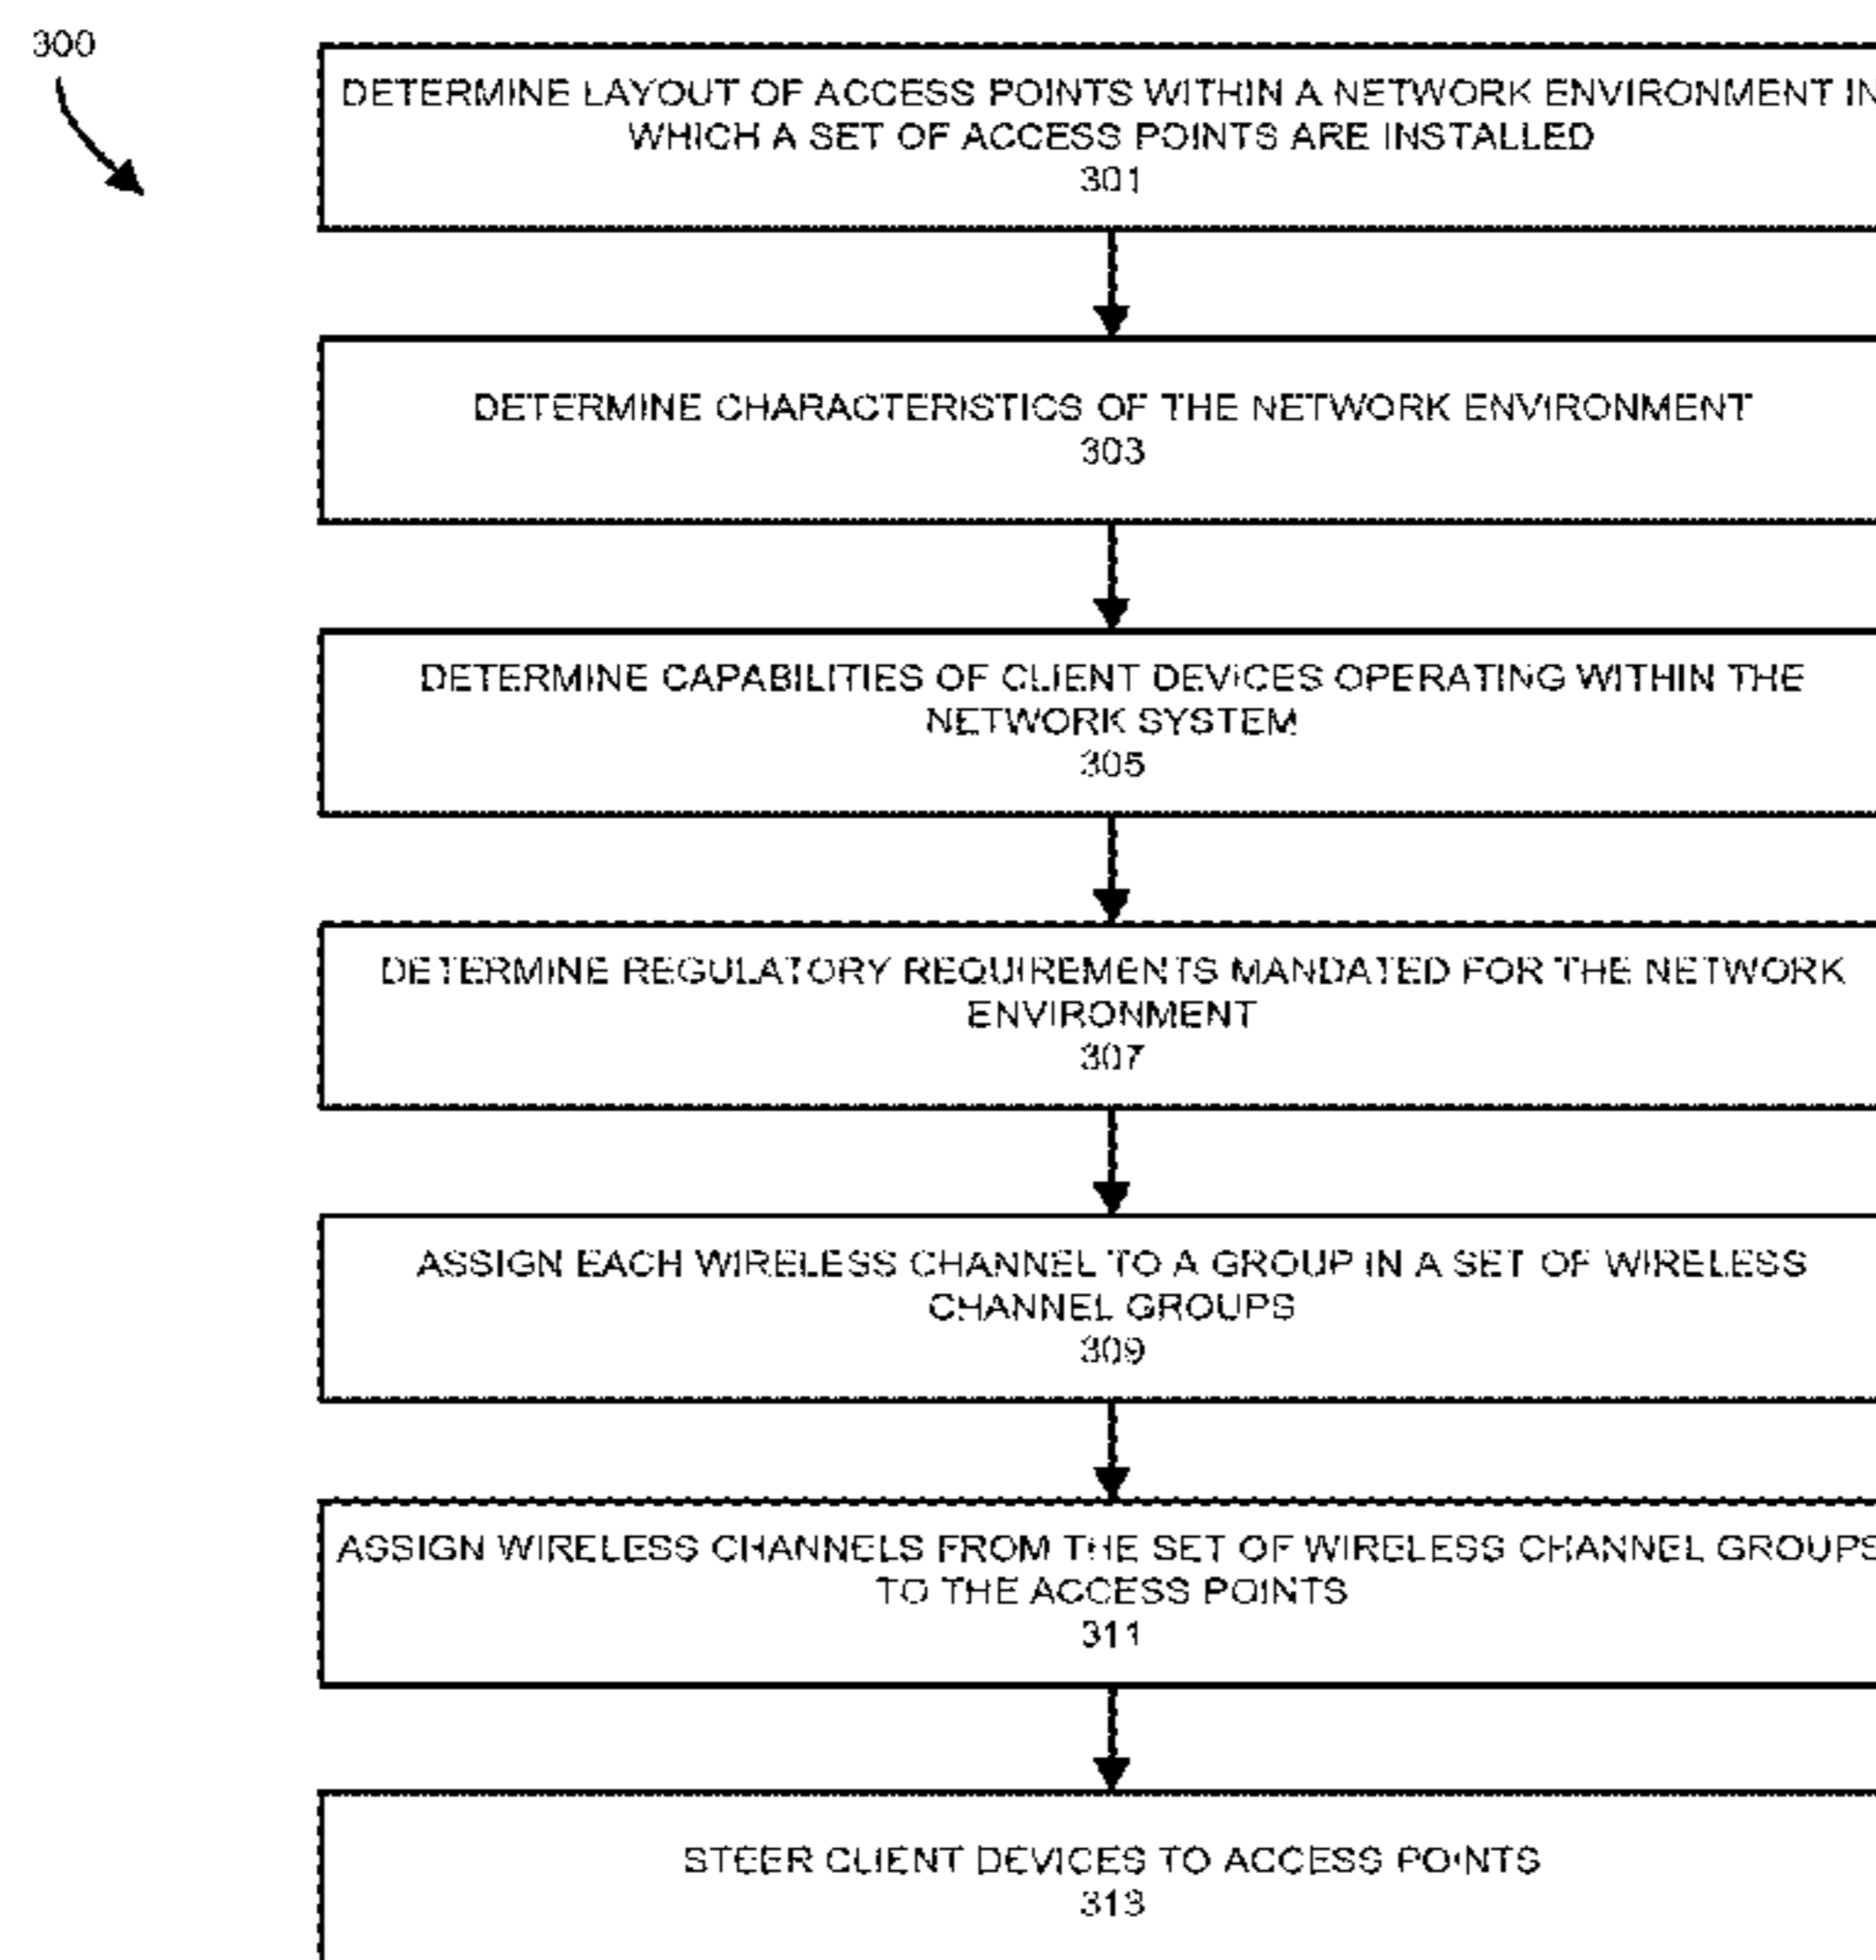 300
DETERMINE LAYOUT OF ACCESS POINTS WITHIN A NETWORK ENVIRONMENT IN
WHICH A SET OF ACCESS POINTS ARE INSTALLED
301
DETERMINE CHARACTERISTICS OF THE NETWORK ENVIRONMENT
303
DETERMINE CAPABILITIES OF CLIENT DEVICES OPERATING WITHIN THE
NETWORK SYSTEM
305
DETERMINE REGULATORY REQUIREMENTS MANDATED FOR THE NETWORK
ENVIRONMENT
307
ASSIGN EACH WIRELESS CHANNEL TO A GROUP IN A SET OF WIRELESS
CHANNEL GROUPS
309
ASSIGN WIRELESS CHANNELS FROM THE SET OF WIRELESS CHANNEL GROUPS
TO THE ACCESS POINTS
311
STEER CLIENT DEVICES TO ACCESS POINTS
313